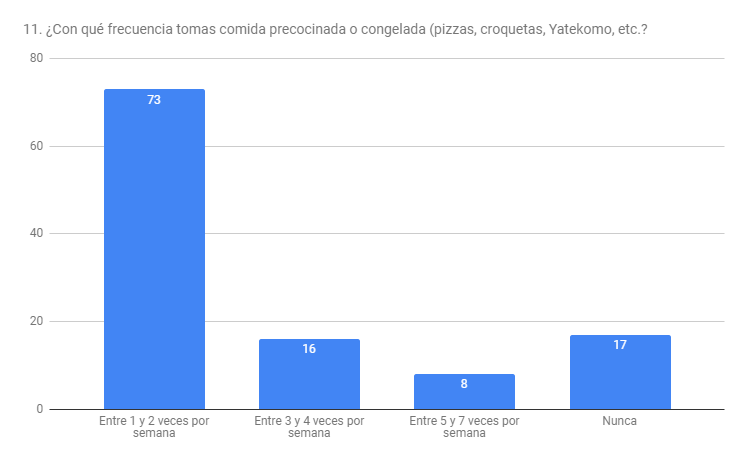 11. ¿Con qué frecuencia tomas comida precocinada o congelada (pizzas, croquetas, Yatekomo, etc.?
80
60
40
20
0
73
16
8
17
Entre 1 y 2 veces por
semana
Entre 3 y 4 veces por
semana
Entre 5 y 7 veces por
semana
Nunca